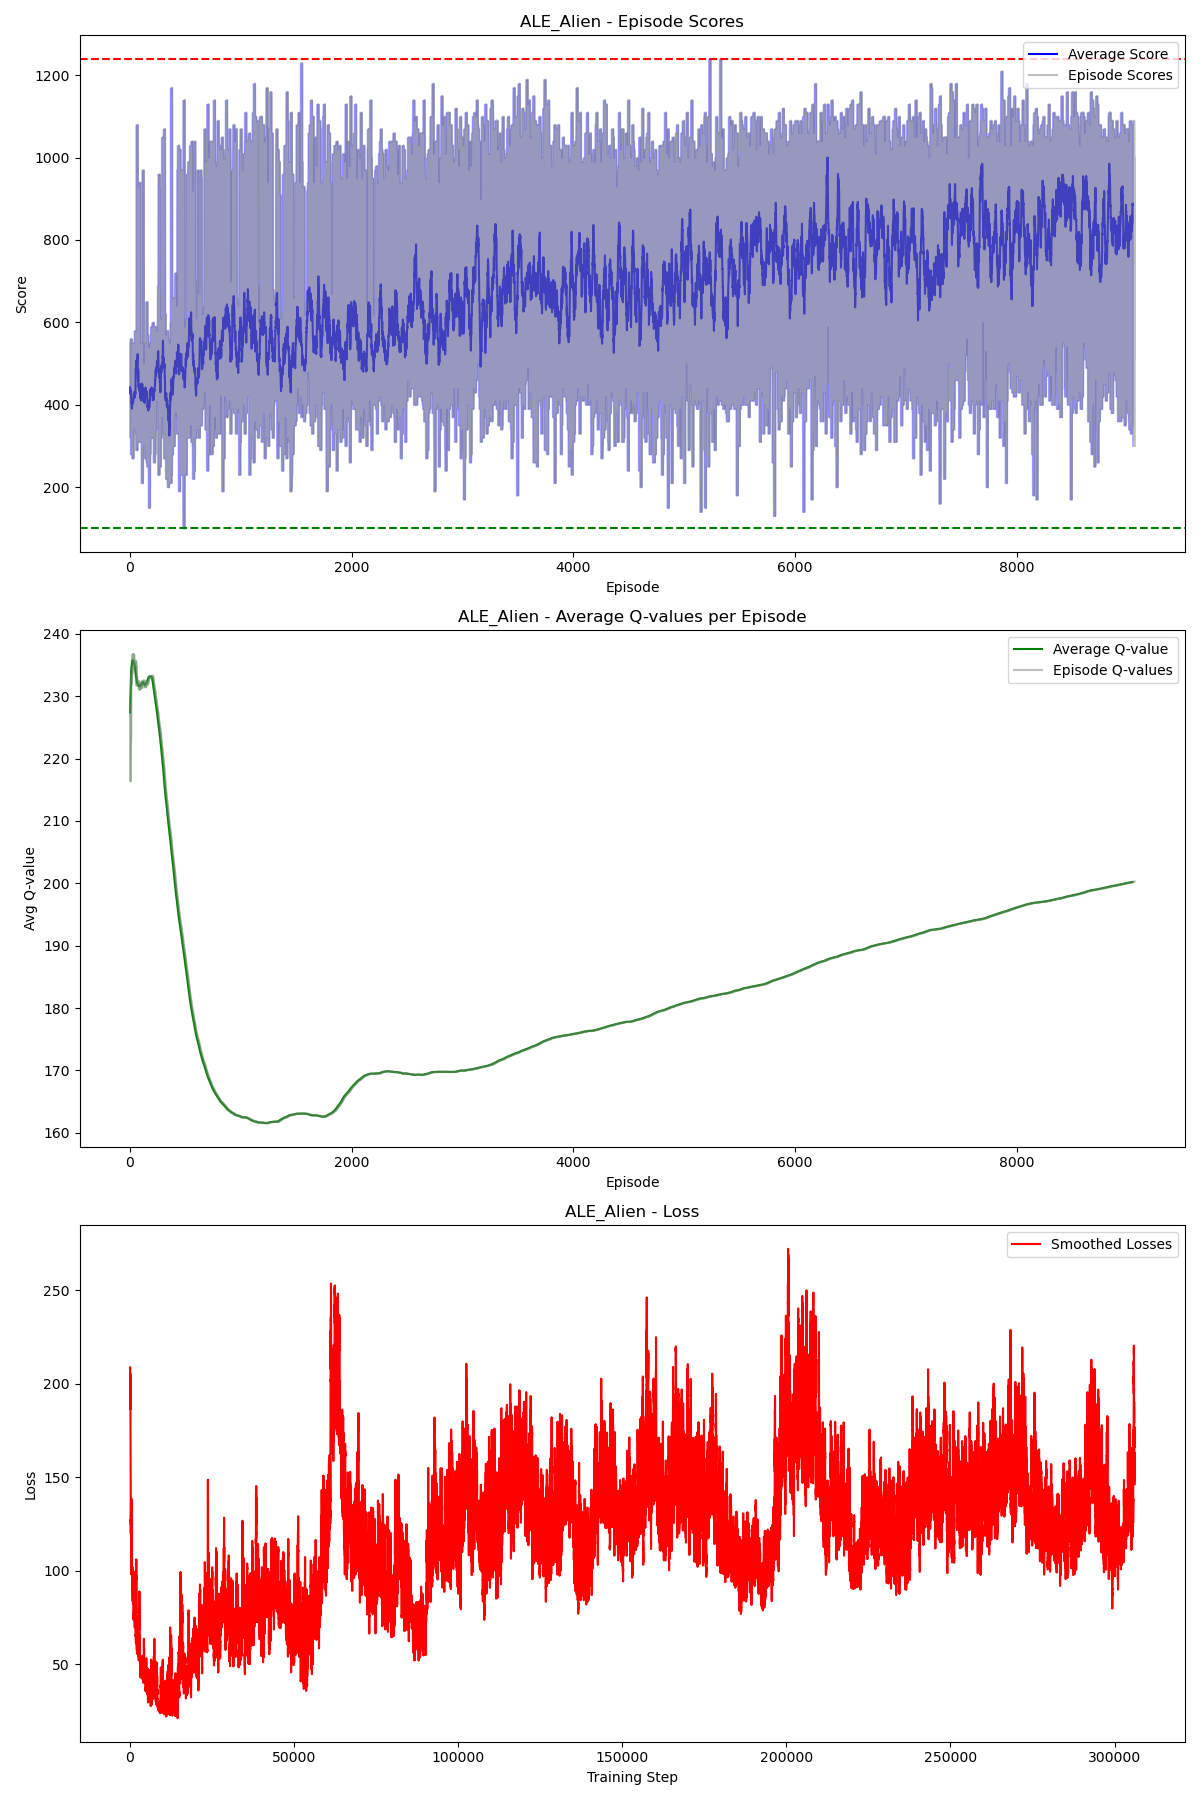 ALE_Alien - Episode Scores
Average Score
Episode Scores
1200
1000
800
600
400
200
Score
0 2000 4000 6000 8000
Episode
ALE_Alien - Average Q-values per Episode
Average Q-value
Episode Q-values
240
230
220
210
200
190
180
170
160
Avg Q-value
0 2000 4000 6000 8000
Episode
ALE_Alien - Loss
Smoothed Losses
250
200
150
100
50
Loss
0 50000 100000 150000 200000 250000 300000
Training Step